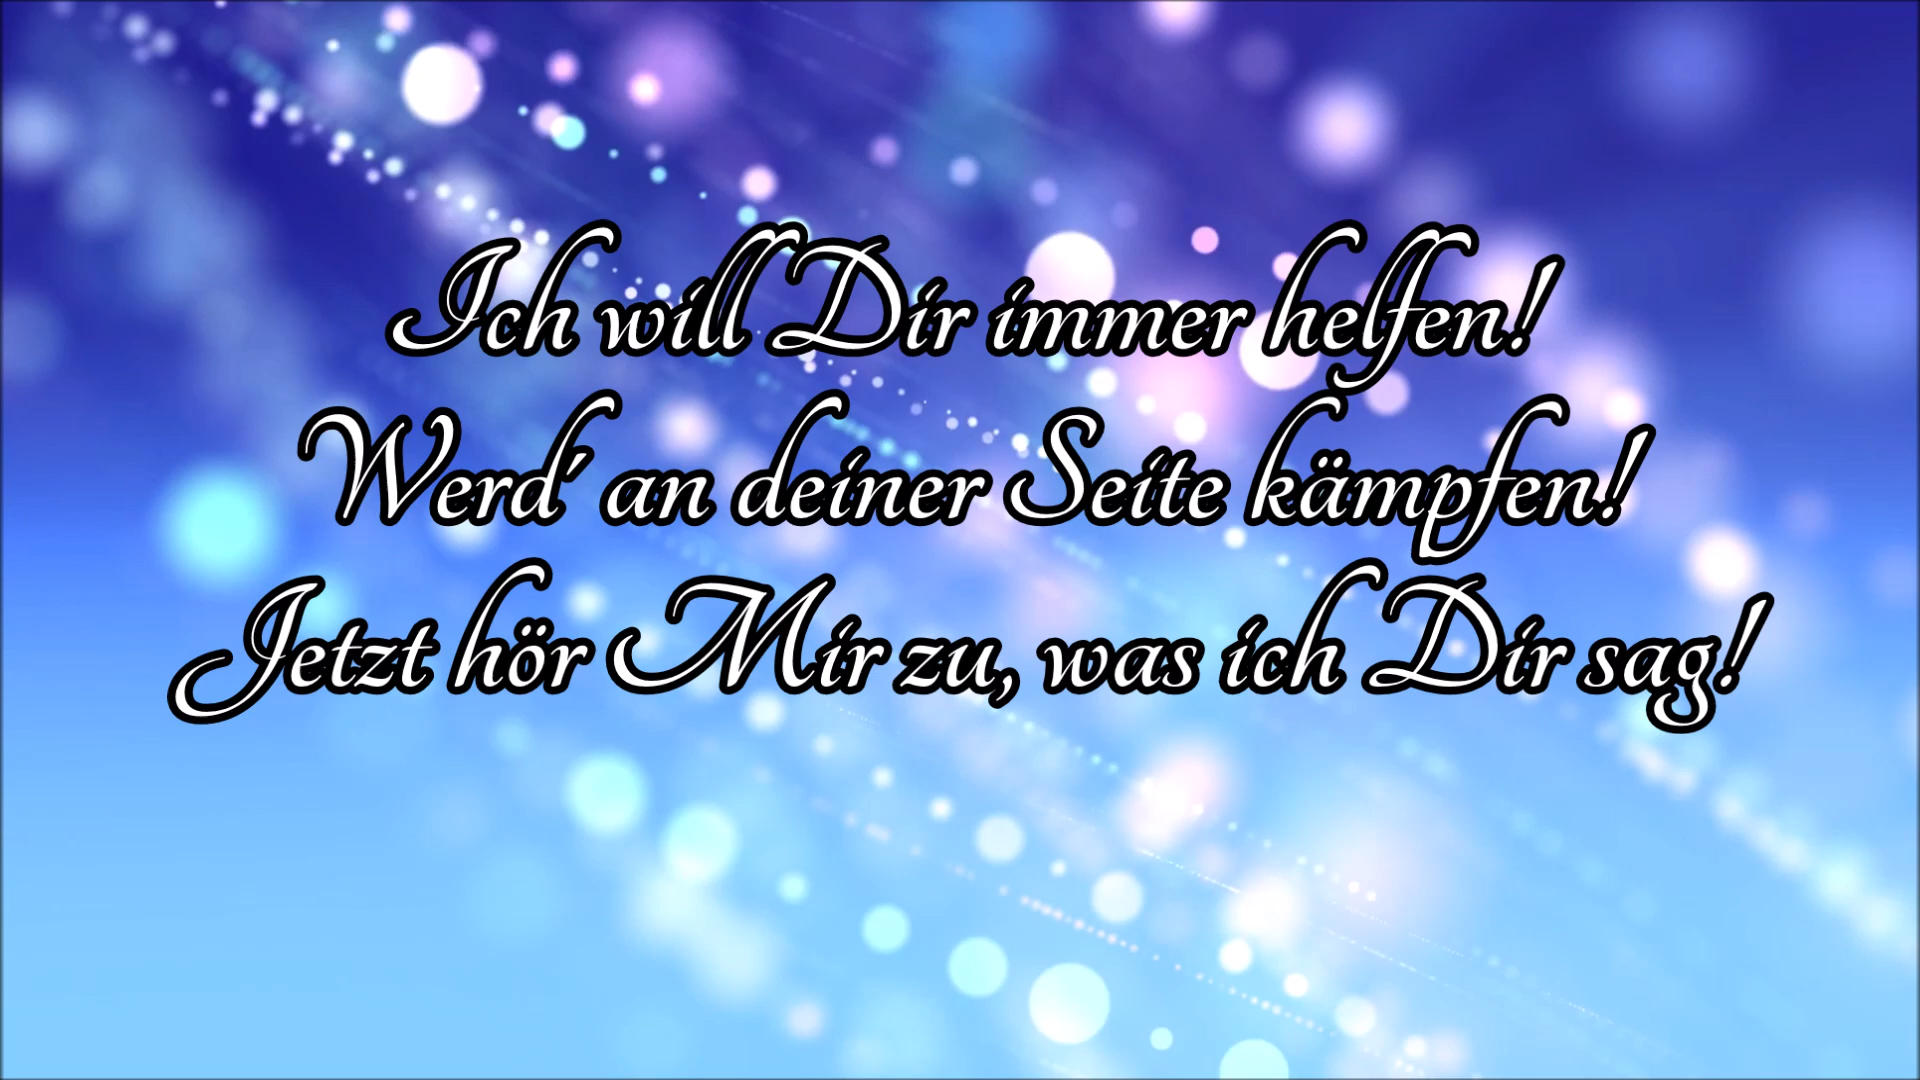 Ich will Dir immer helfen!
Werd´ an deiner Seite kämpfen!
Jetzt hör Mir zu, was ich Dir sag!